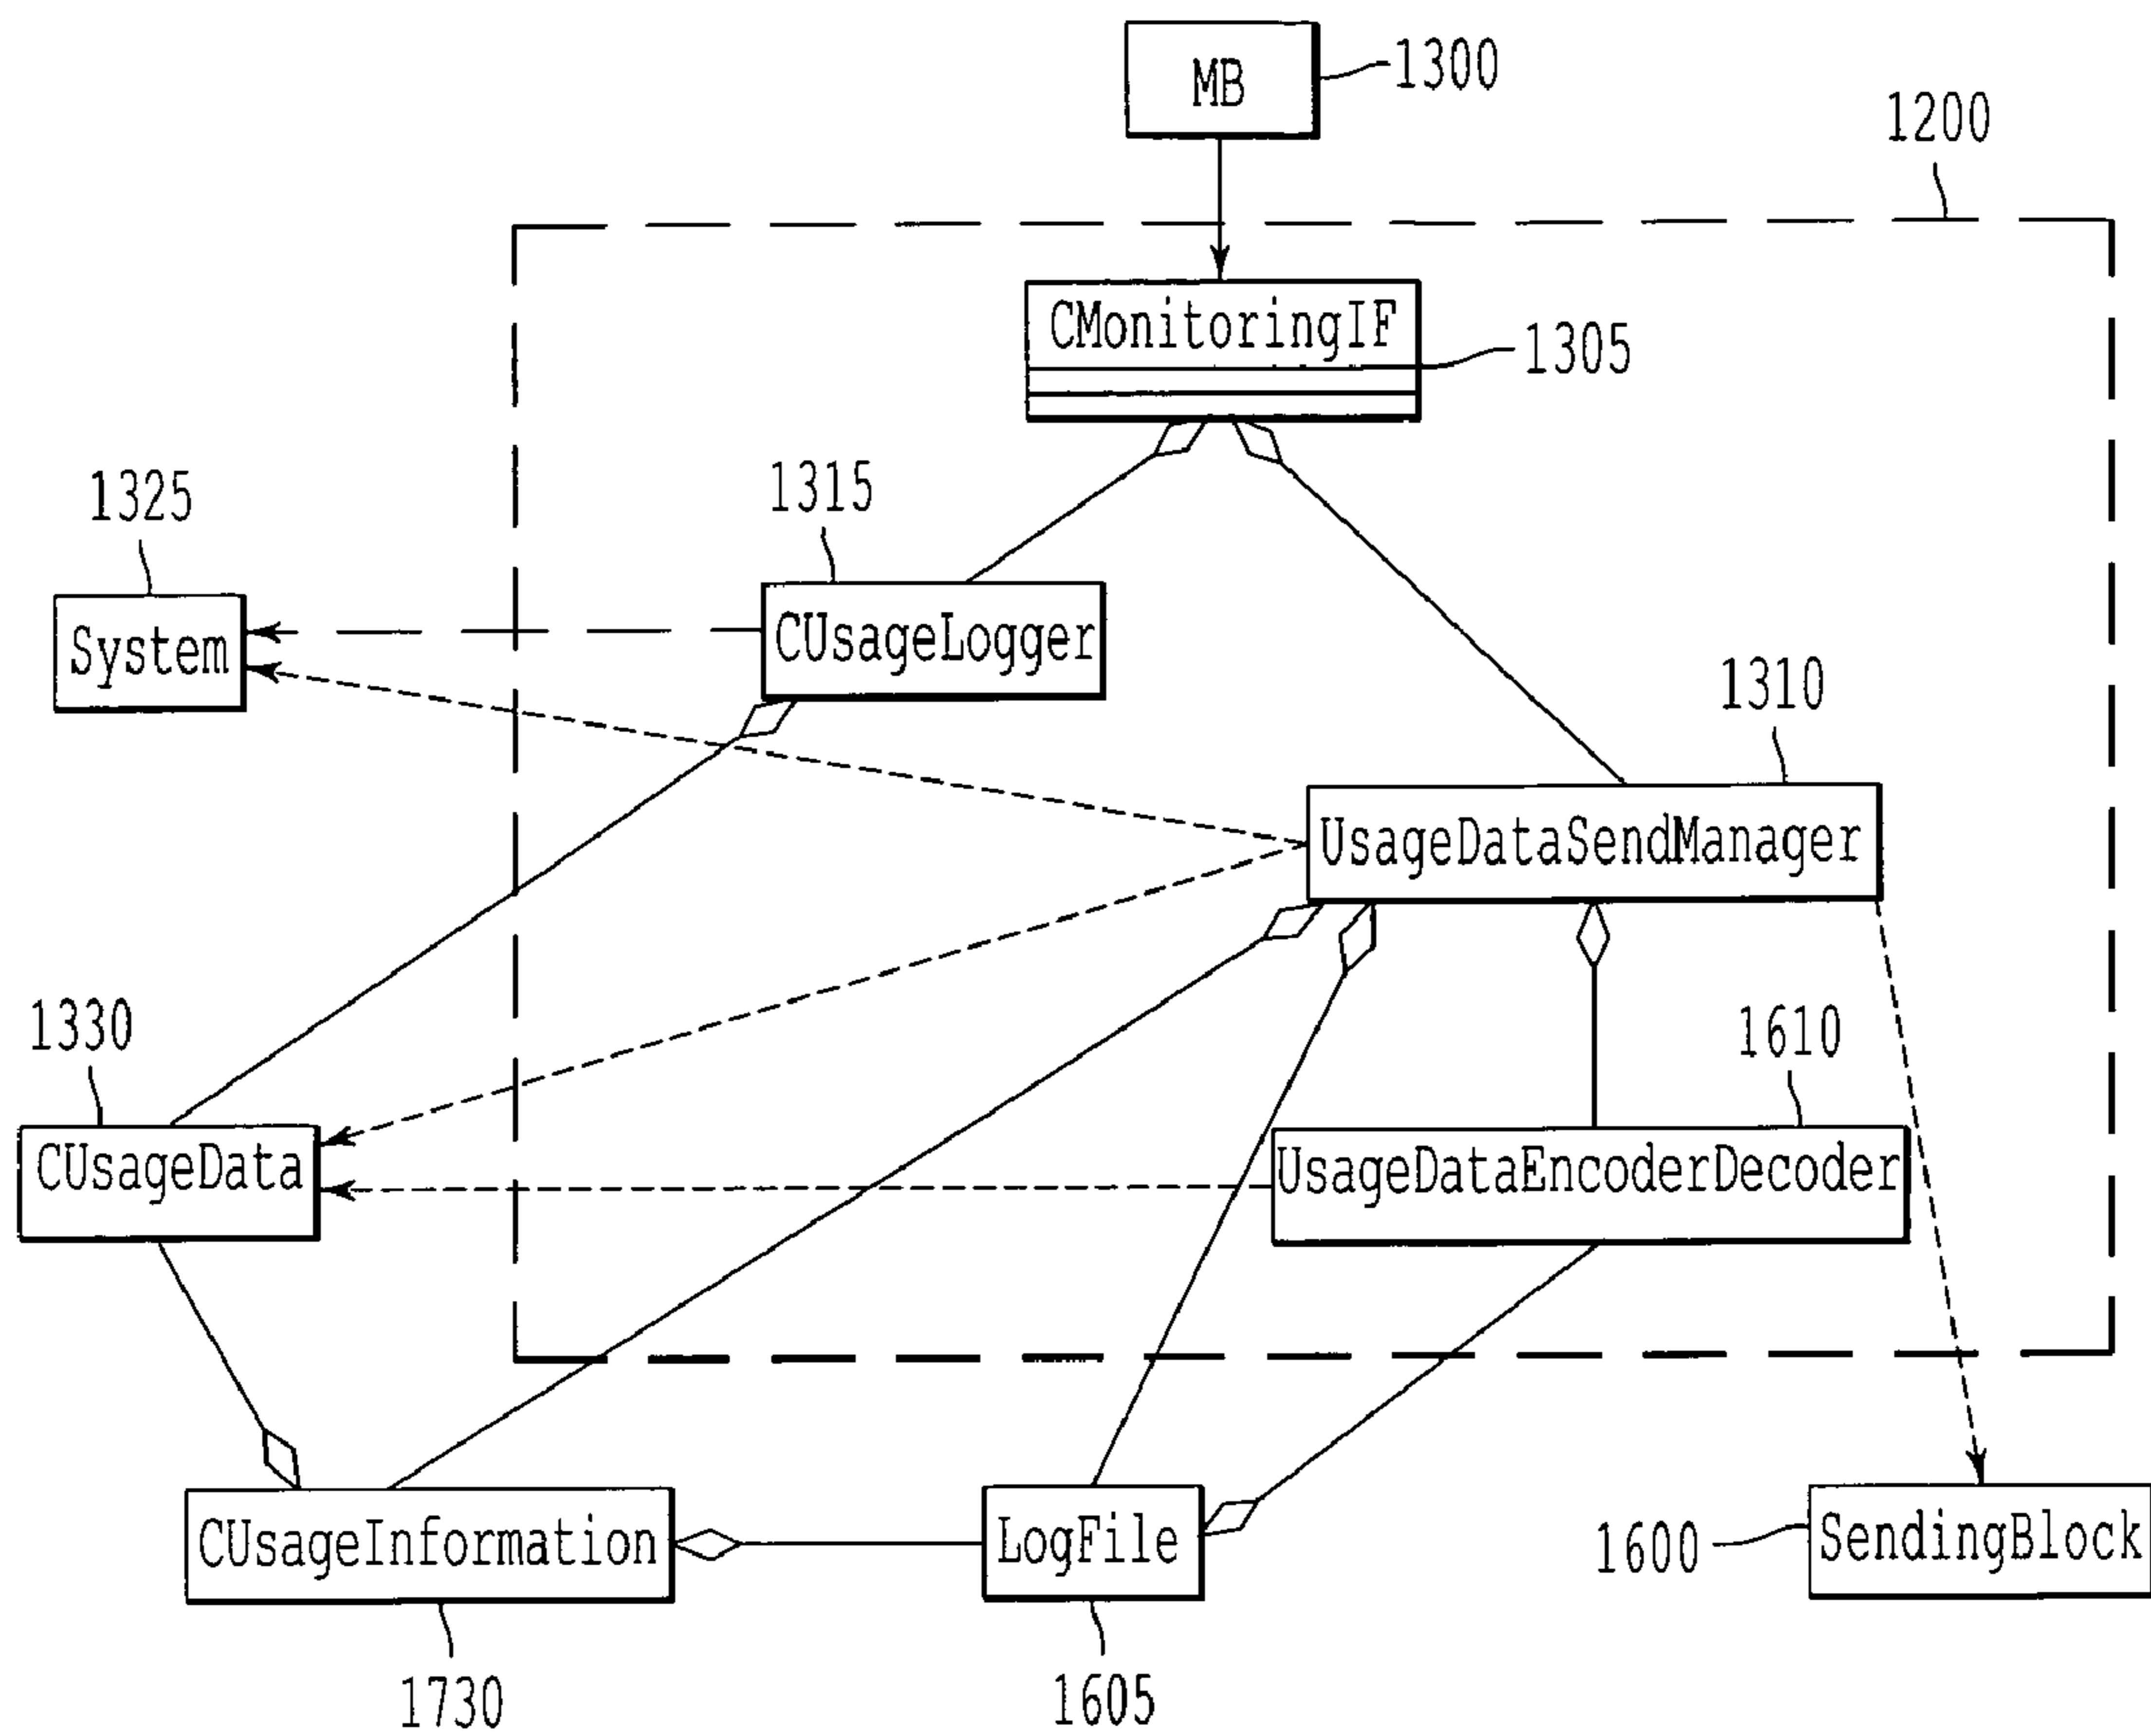 MB
1300
1200
CMonitoringIF
1305
1325
1315
System
CUsageLogger
1310
UsageDataSendManager
1330
1610
CUsageData
UsageDataEncoderDecoder
CUsageInformation
LogFile
1600
SendingBlock
1730
1605